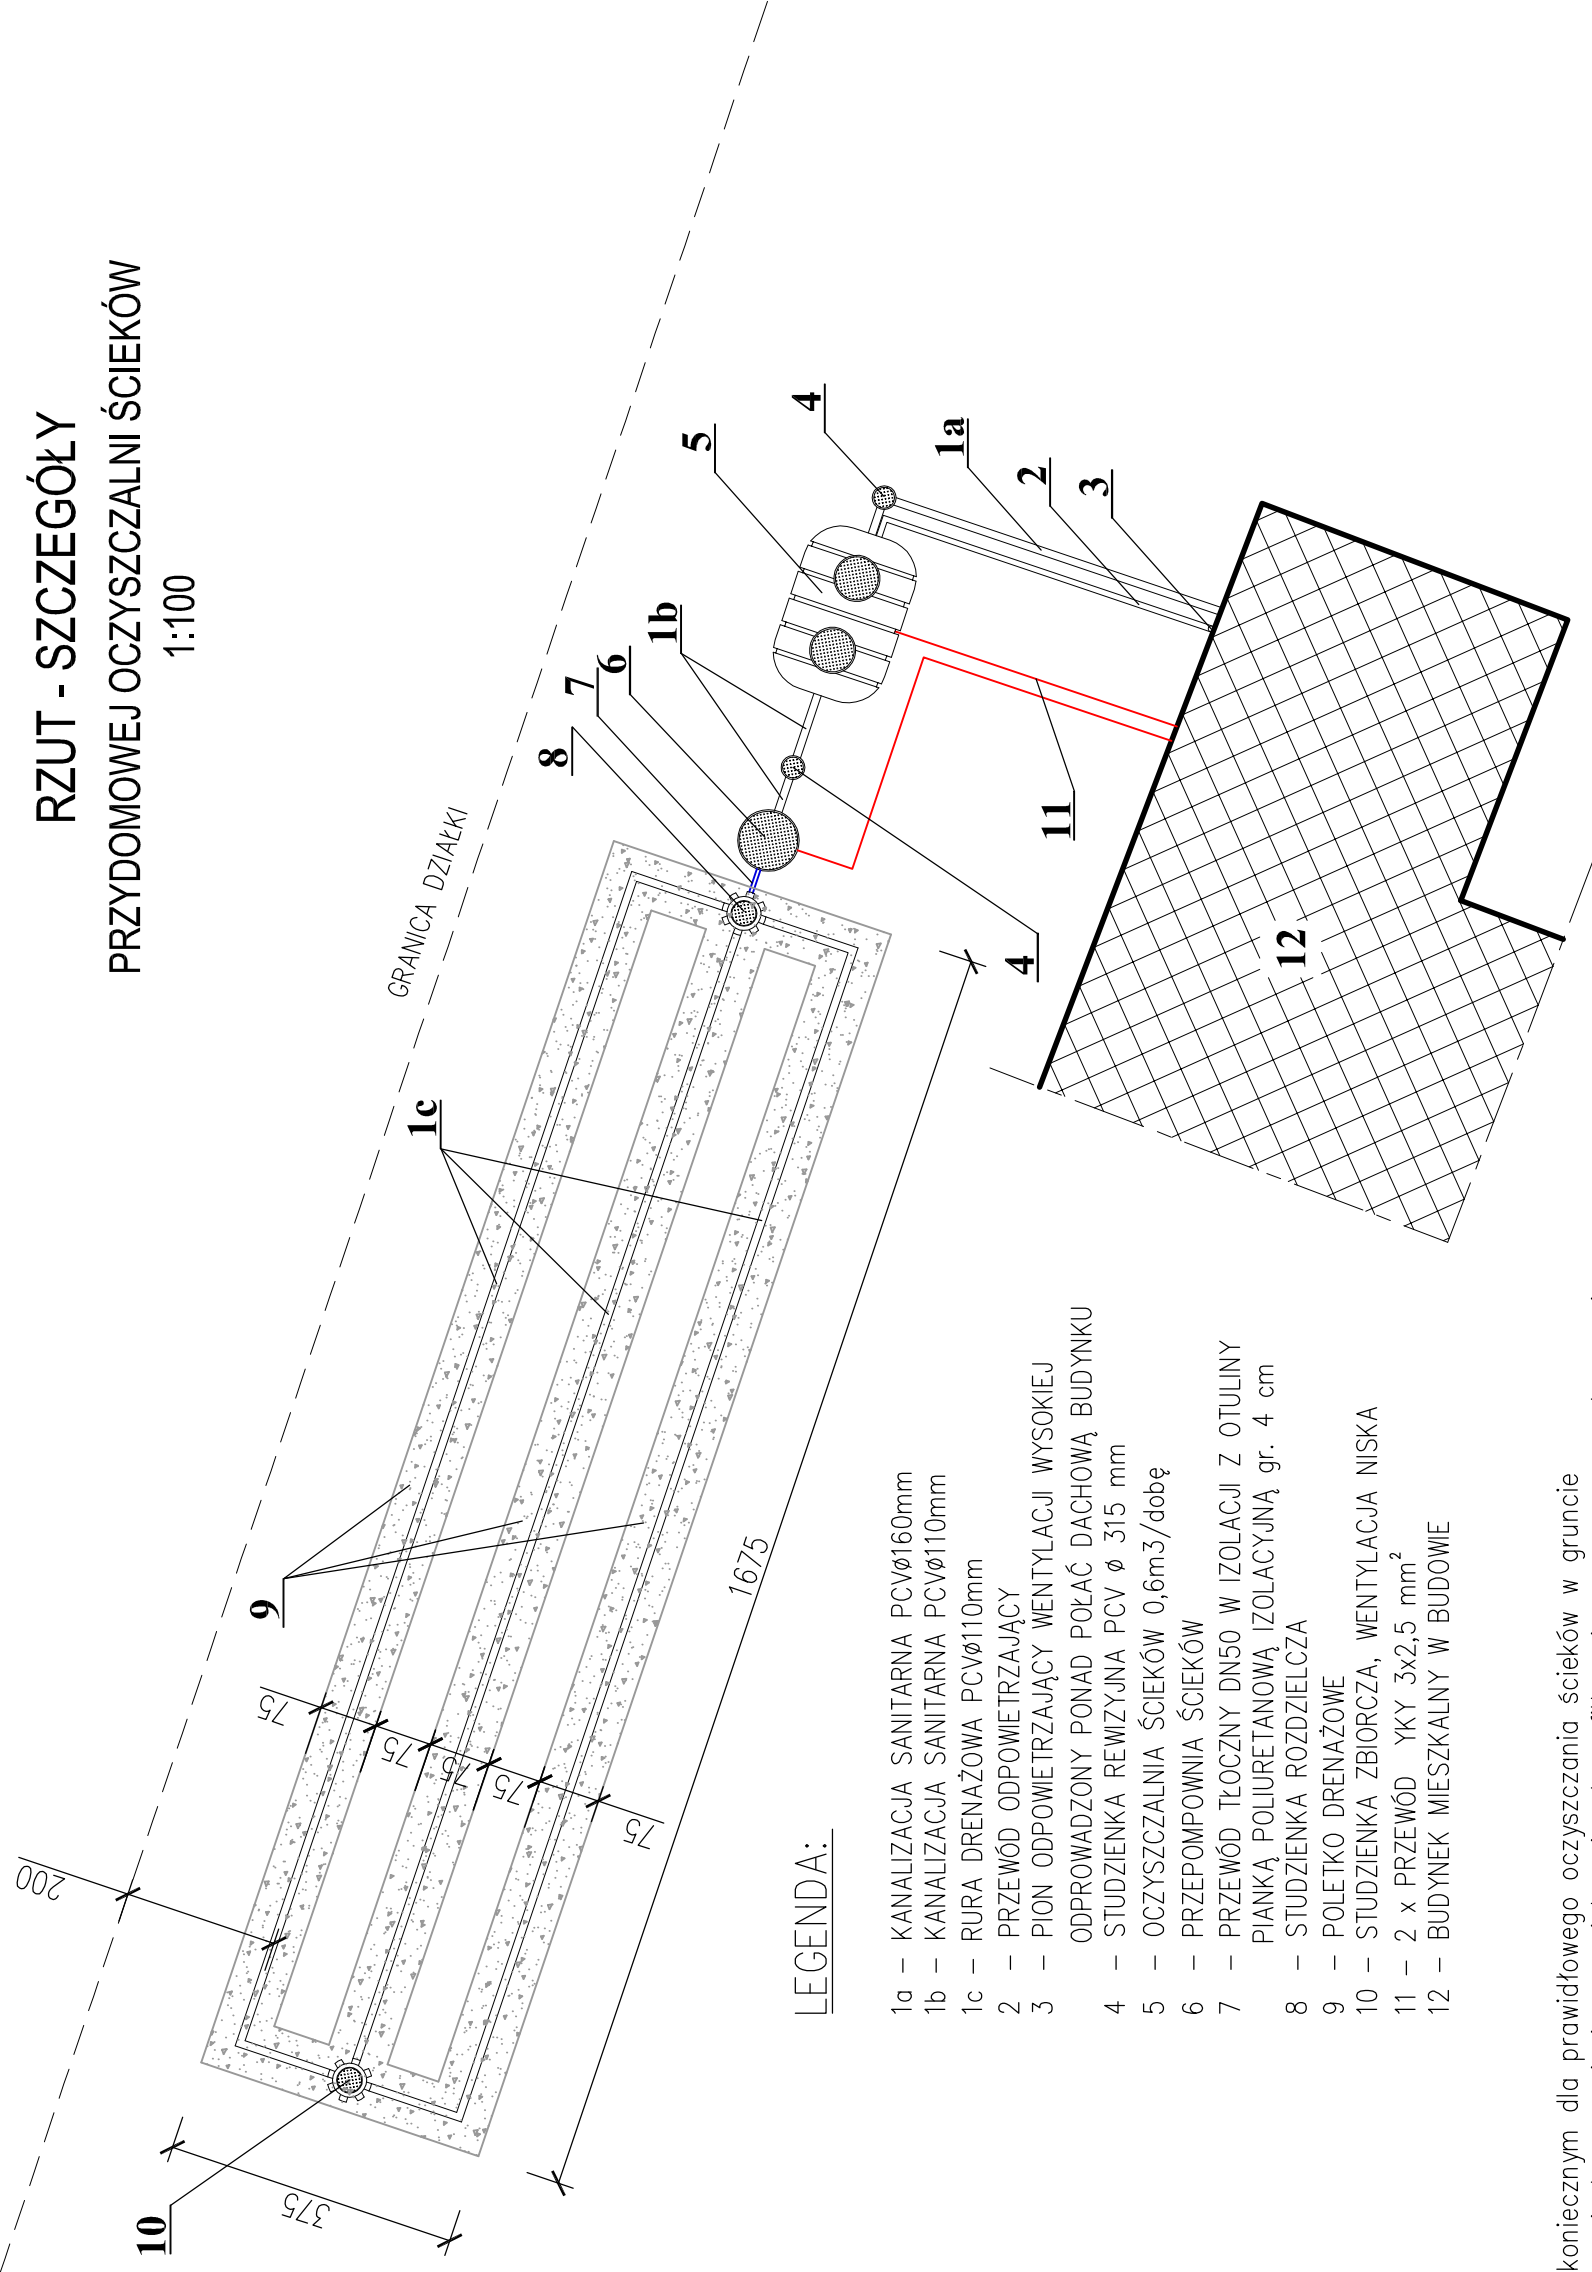 RZUT - SZCZEGÓŁY
PRZYDOMOWEJ OCZYSZCZALNI ŚCIEKÓW
1:100
GRANICA DZIAŁKI
200
10
375
9
75
75
75
75
75
1c
1675
8
7
6
1b
5
4
1a
2
3
11
4
12
LEGENDA:
1a – KANALIZACJA SANITARNA PCVø160mm
1b – KANALIZACJA SANITARNA PCVø110mm
1c – RURA DRENAŻOWA PCVø110mm
2 – PRZEWÓD ODPOWIETRZAJĄCY
3 – PION ODPOWIETRZAJĄCY WENTYLACJI WYSOKIEJ
ODPROWADZONY PONAD POŁAĆ DACHOWĄ BUDYNKU
4 – STUDZIENKA REWIZYJNA PCV ø 315 mm
5 – OCZYSZCZALNIA ŚCIEKÓW 0,6m3/dobę
6 – PRZEPOMPOWNIA ŚCIEKÓW
7 – PRZEWÓD TŁOCZNY DN50 W IZOLACJI Z OTULINY
PIANKĄ POLIURETANOWĄ IZOLACYJNĄ gr. 4 cm
8 – STUDZIENKA ROZDZIELCZA
9 – POLETKO DRENAŻOWE
10 – STUDZIENKA ZBIORCZA, WENTYLACJA NISKA
11 – 2 x PRZEWÓD YKY 3x2,5 mm²
12 – BUDYNEK MIESZKALNY W BUDOWIE
koniecznym dla prawidłowego oczyszczania ścieków w gruncie